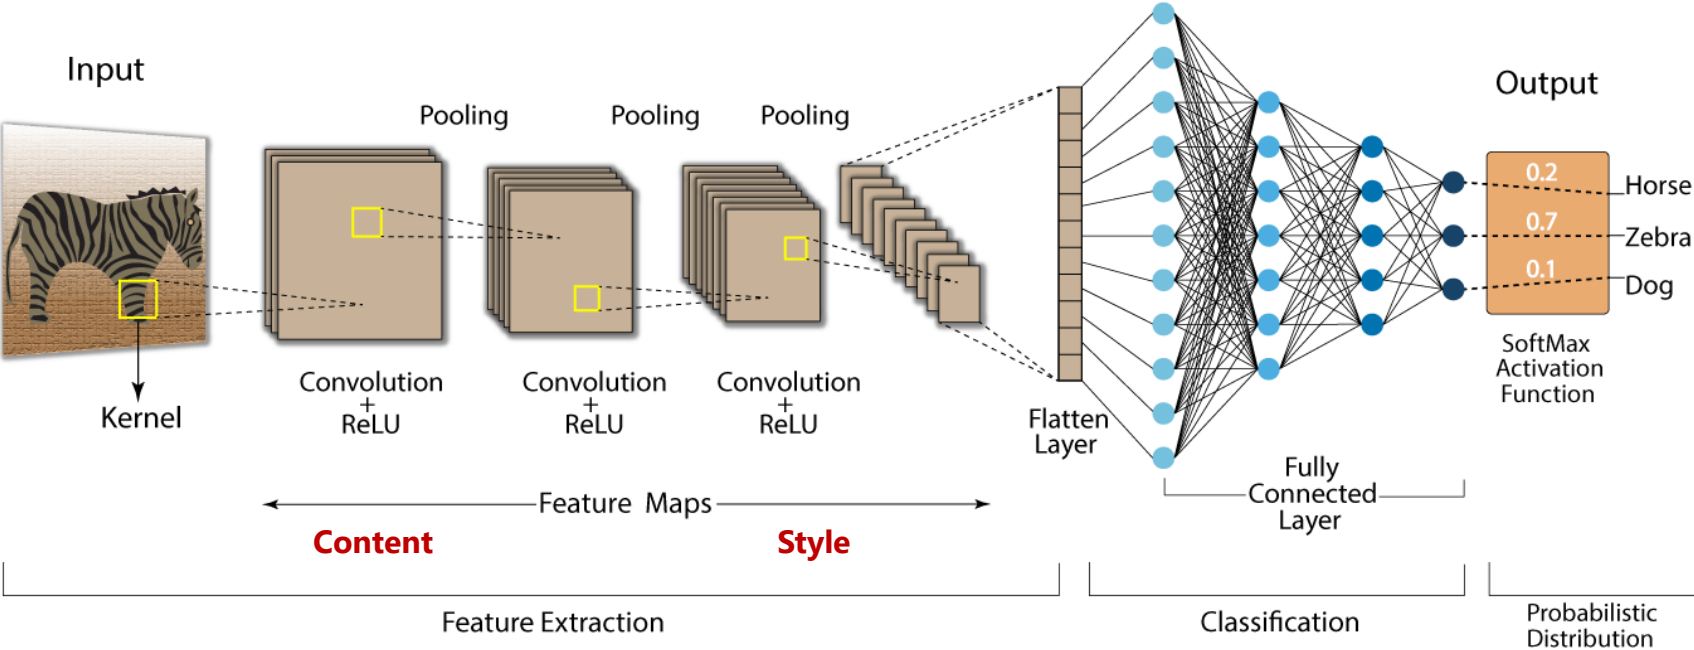 Input
Pooling
Pooling
Pooling
Output
0.2
Horse
0.7
Zebra
0.1
Dog
SoftMax
Activation
Function
Convolution
+
ReLU
Convolution
+
ReLU
Convolution
+
ReLU
Kernel
Flatten
Layer
Fully
Connected
Layer
Feature Maps
Content
Style
Feature Extraction
Classification
Probabilistic
Distribution